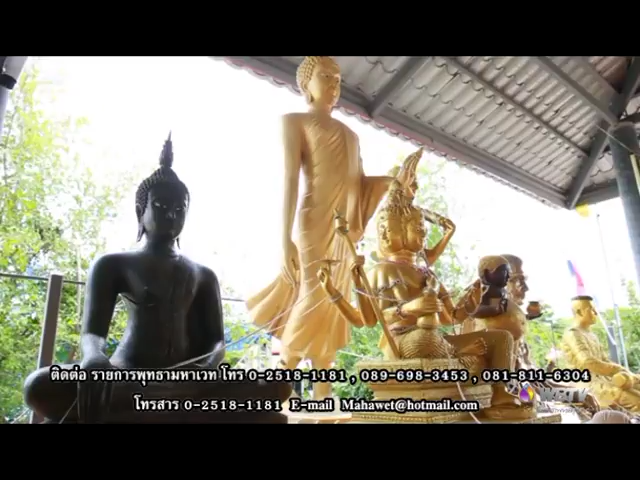 ติดต่อ รายการพุทธามหาเวท โทร 0-2518-1181 , 089-698-3453 , 081-811-6304
โทรสาร 0-2518-1181 E-mail Mahawet@hotmail.com